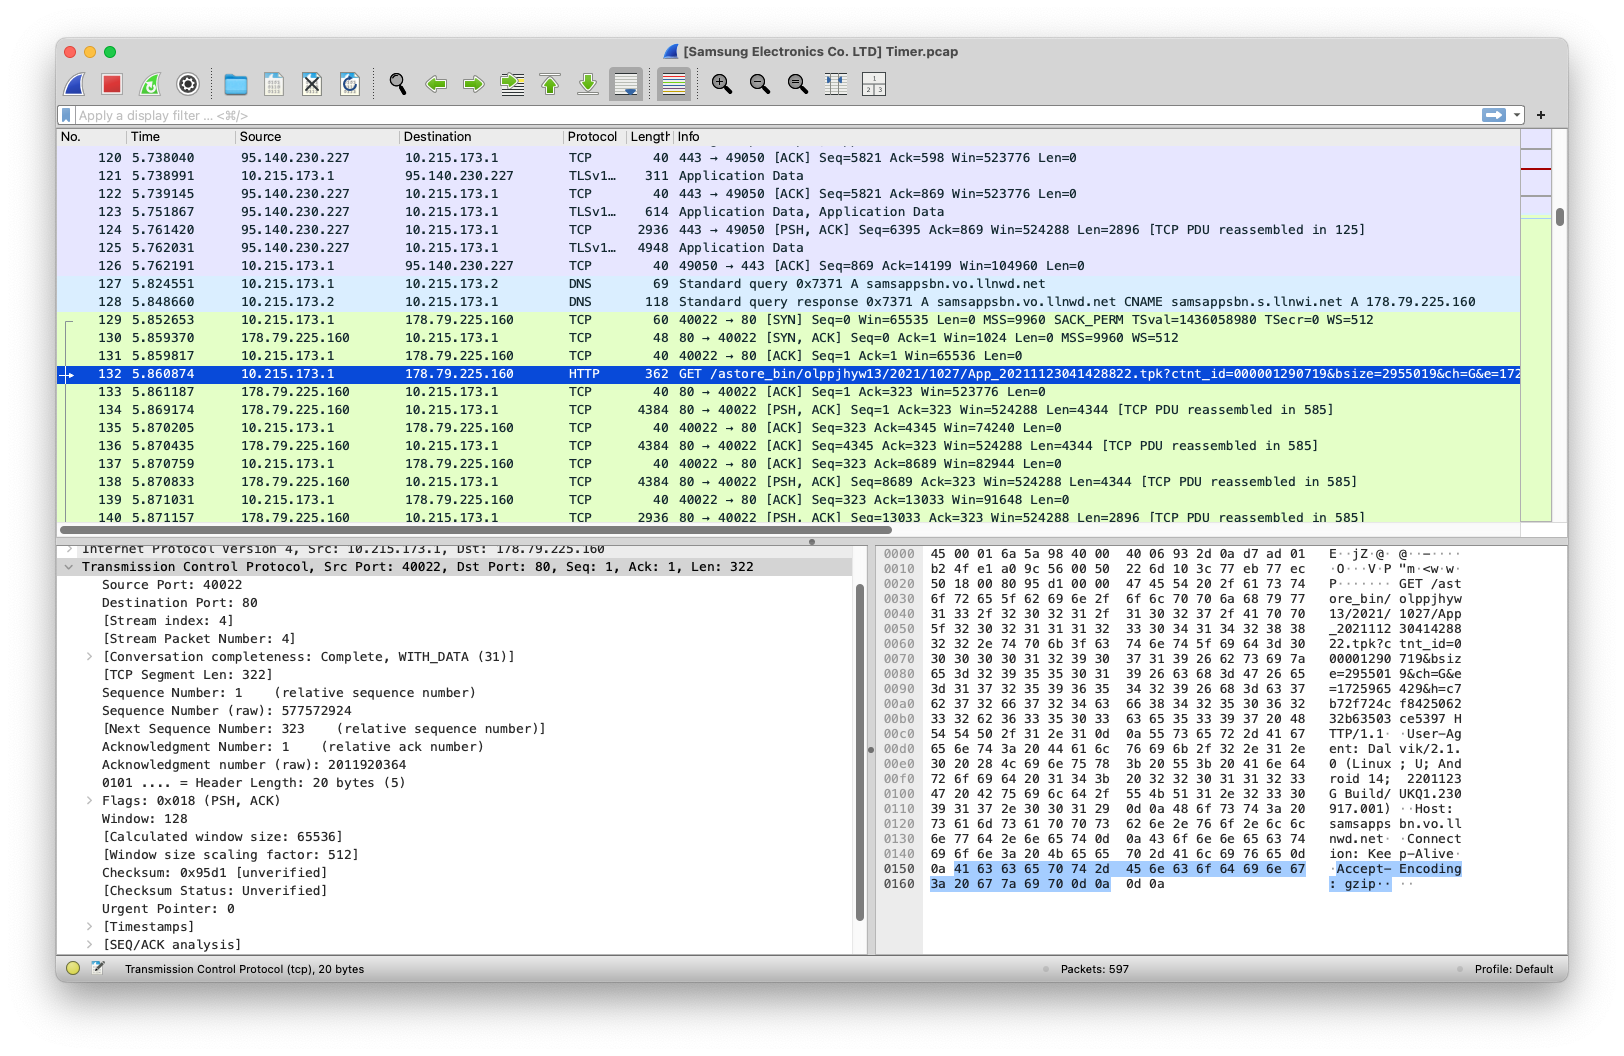 [Samsung Electronics Co. LTD] Timer.pcap
Apply a display filter ... <⌘/>
No. Time Source Destination Protocol Length Info
120 5.738040 95.140.230.227 10.215.173.1 TCP 40 443 → 49050 [ACK] Seq=5821 Ack=598 Win=523776 Len=0
121 5.738991 10.215.173.1 95.140.230.227 TLSv1… 311 Application Data
122 5.739145 95.140.230.227 10.215.173.1 TCP 40 443 → 49050 [ACK] Seq=5821 Ack=869 Win=523776 Len=0
123 5.751867 95.140.230.227 10.215.173.1 TLSv1… 614 Application Data, Application Data
124 5.761420 95.140.230.227 10.215.173.1 TCP 2936 443 → 49050 [PSH, ACK] Seq=6395 Ack=869 Win=524288 Len=2896 [TCP PDU reassembled in 125]
125 5.762031 95.140.230.227 10.215.173.1 TLSv1… 4948 Application Data
126 5.762191 10.215.173.1 95.140.230.227 TCP 40 49050 → 443 [ACK] Seq=869 Ack=14199 Win=104960 Len=0
127 5.824551 10.215.173.1 10.215.173.2 DNS 69 Standard query 0x7371 A samsappsbn.vo.llnwd.net
128 5.848660 10.215.173.2 10.215.173.1 DNS 118 Standard query response 0x7371 A samsappsbn.vo.llnwd.net CNAME samsappsbn.s.llnwi.net A 178.79.225.160
129 5.852653 10.215.173.1 178.79.225.160 TCP 60 40022 → 80 [SYN] Seq=0 Win=65535 Len=0 MSS=9960 SACK_PERM TSval=1436058980 TSecr=0 WS=512
130 5.859370 178.79.225.160 10.215.173.1 TCP 48 80 → 40022 [SYN, ACK] Seq=0 Ack=1 Win=1024 Len=0 MSS=9960 WS=512
131 5.859817 10.215.173.1 178.79.225.160 TCP 40 40022 → 80 [ACK] Seq=1 Ack=1 Win=65536 Len=0
132 5.860874 10.215.173.1 178.79.225.160 HTTP 362 GET /astore_bin/olppjhyw13/2021/1027/App_20211123041428822.tpk?ctnt_id=000001290719&bsize=2955019&ch=G&e=172
133 5.861187 178.79.225.160 10.215.173.1 TCP 40 80 → 40022 [ACK] Seq=1 Ack=323 Win=523776 Len=0
134 5.869174 178.79.225.160 10.215.173.1 TCP 4384 80 → 40022 [PSH, ACK] Seq=1 Ack=323 Win=524288 Len=4344 [TCP PDU reassembled in 585]
135 5.870205 10.215.173.1 178.79.225.160 TCP 40 40022 → 80 [ACK] Seq=323 Ack=4345 Win=74240 Len=0
136 5.870435 178.79.225.160 10.215.173.1 TCP 4384 80 → 40022 [PSH, ACK] Seq=4345 Ack=323 Win=524288 Len=4344 [TCP PDU reassembled in 585]
137 5.870759 10.215.173.1 178.79.225.160 TCP 40 40022 → 80 [ACK] Seq=323 Ack=8689 Win=82944 Len=0
138 5.870833 178.79.225.160 10.215.173.1 TCP 4384 80 → 40022 [PSH, ACK] Seq=8689 Ack=323 Win=524288 Len=4344 [TCP PDU reassembled in 585]
139 5.871031 10.215.173.1 178.79.225.160 TCP 40 40022 → 80 [ACK] Seq=323 Ack=13033 Win=91648 Len=0
140 5.871157 178.79.225.160 10.215.173.1 TCP 2936 80 → 40022 [PSH, ACK] Seq=13033 Ack=323 Win=524288 Len=2896 [TCP PDU reassembled in 585]
Internet Protocol Version 4, Src: 10.215.173.1, Dst: 178.79.225.160
Transmission Control Protocol, Src Port: 40022, Dst Port: 80, Seq: 1, Ack: 1, Len: 322
Source Port: 40022
Destination Port: 80
[Stream index: 4]
[Stream Packet Number: 4]
[Conversation completeness: Complete, WITH_DATA (31)]
[TCP Segment Len: 322]
Sequence Number: 1 (relative sequence number)
Sequence Number (raw): 577572924
[Next Sequence Number: 323 (relative sequence number)]
Acknowledgment Number: 1 (relative ack number)
Acknowledgment number (raw): 2011920364
0101 .... = Header Length: 20 bytes (5)
Flags: 0x018 (PSH, ACK)
Window: 128
[Calculated window size: 65536]
[Window size scaling factor: 512]
Checksum: 0x95d1 [unverified]
[Checksum Status: Unverified]
Urgent Pointer: 0
[Timestamps]
[SEQ/ACK analysis]
0000 45 00 01 6a 5a 98 40 00 40 06 93 2d 0a d7 ad 01 E··jZ·@·@··-····
0010 b2 4f e1 a0 9c 56 00 50 22 6d 10 3c 77 eb 77 ec ·O···V·P"m·<w·w·
0020 50 18 00 80 95 d1 00 00 47 45 54 20 2f 61 73 74 P·······GET /ast
0030 6f 72 65 5f 62 69 6e 2f 6f 6c 70 70 6a 68 79 77 ore_bin/olppjhyw
0040 31 33 2f 32 30 32 31 2f 31 30 32 37 2f 41 70 70 13/2021/1027/App
0050 5f 32 30 32 31 31 31 32 33 30 34 31 34 32 38 38 _20211123041428​8
0060 32 32 2e 74 70 6b 3f 63 74 6e 74 5f 69 64 3d 30 22.tpk?ctnt_id=0
0070 30 30 30 30 31 32 39 30 37 31 39 26 62 73 69 7a 00001290719&bsiz
0080 65 3d 32 39 35 35 30 31 39 26 63 68 3d 47 26 65 e=2955019&ch=G&e
0090 3d 31 37 32 35 39 36 35 34 32 39 26 68 3d 63 37 =1725965429&h=c7
00a0 62 37 32 66 37 32 34 63 66 38 34 32 35 30 36 32 b72f724cf8425062
00b0 33 32 62 36 33 35 30 33 63 65 35 33 39 37 20 48 32b63503ce5397 H
00c0 54 54 50 2f 31 2e 31 0d 0a 55 73 65 72 2d 41 67 TTP/1.1··User-Ag
00d0 65 6e 74 3a 20 44 61 6c 76 69 6b 2f 32 2e 31 2e ent: Dalvik/2.1.
00e0 30 20 28 4c 69 6e 75 78 3b 20 55 3b 20 41 6e 64 0 (Linux; U; And
00f0 72 6f 69 64 20 31 34 3b 20 32 32 30 31 31 32 33 roid 14; 2201123
0100 47 20 42 75 69 6c 64 2f 55 4b 51 31 2e 32 33 30 G Build/UKQ1.230
0110 39 31 37 2e 30 30 31 29 0d 0a 48 6f 73 74 3a 20 917.001)··Host:
0120 73 61 6d 73 61 70 70 73 62 6e 2e 76 6f 2e 6c 6c samsappsbn.vo.ll
0130 6e 77 64 2e 6e 65 74 0d 0a 43 6f 6e 6e 65 63 74 nwd.net··Connect
0140 69 6f 6e 3a 20 4b 65 65 70 2d 41 6c 69 76 65 0d ion: Keep-Alive·
0150 0a 41 63 63 65 70 74 2d 45 6e 63 6f 64 69 6e 67 ·Accept-Encoding
0160 3a 20 67 7a 69 70 0d 0a 0d 0a : gzip····
Transmission Control Protocol (tcp), 20 bytes
Packets: 597
Profile: Default